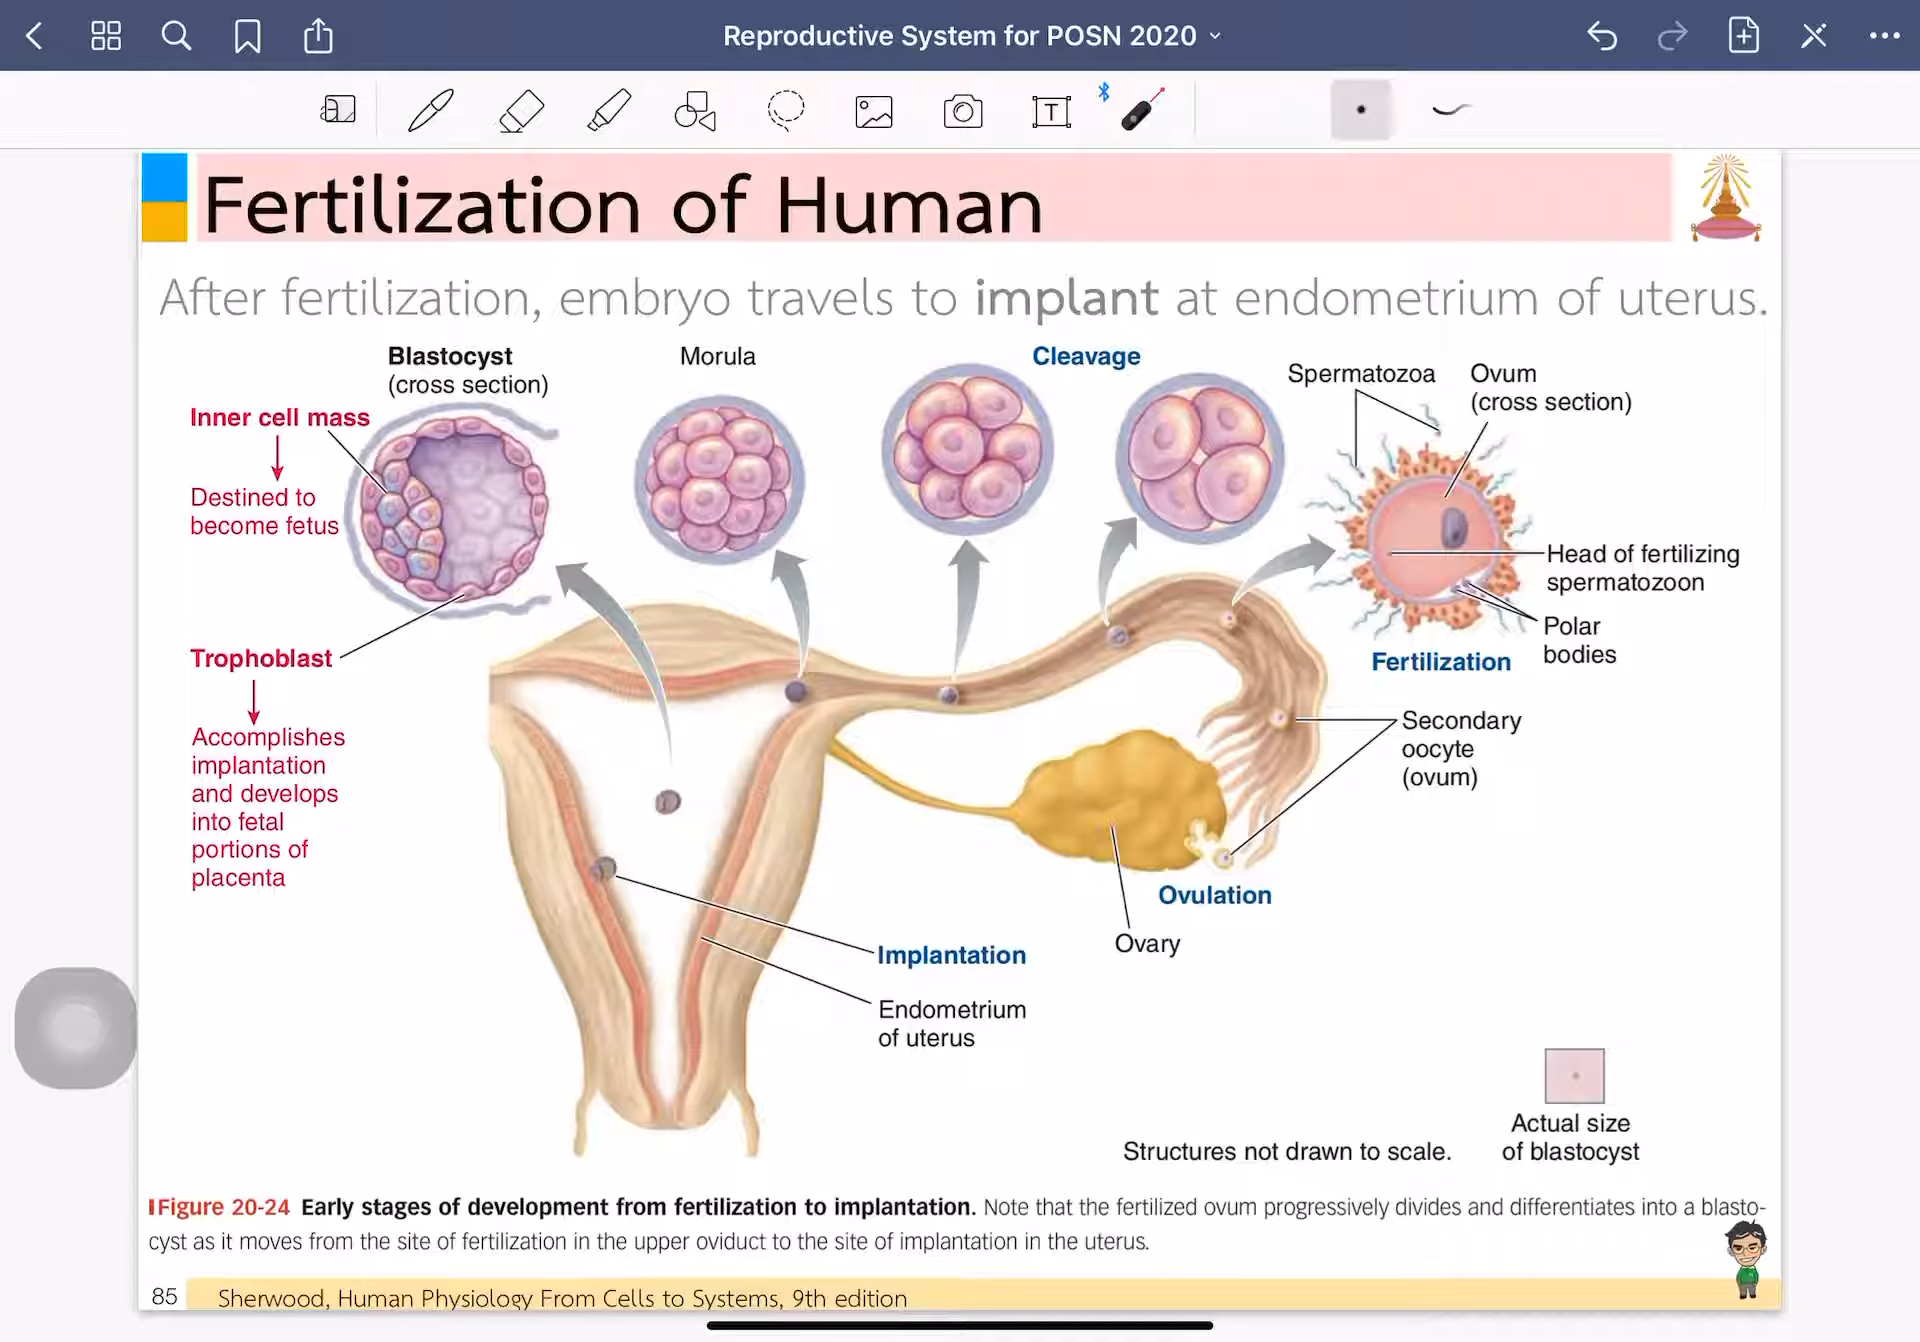 Reproductive System for POSN 2020
T
Fertilization of Human
After fertilization, embryo travels to implant at endometrium of uterus.
Blastocyst
(cross section)
Morula
Cleavage
Spermatozoa
Ovum
(cross section)
Inner cell mass
Destined to
become fetus
Head of fertilizing
spermatozoon
Polar
bodies
Fertilization
Trophoblast
Accomplishes
implantation
and develops
into fetal
portions of
placenta
Secondary
oocyte
(ovum)
Ovulation
Ovary
Implantation
Endometrium
of uterus
Actual size
of blastocyst
Structures not drawn to scale.
Figure 20-24 Early stages of development from fertilization to implantation. Note that the fertilized ovum progressively divides and differentiates into a blasto-
cyst as it moves from the site of fertilization in the upper oviduct to the site of implantation in the uterus.
85
Sherwood, Human Physiology From Cells to Systems, 9th edition